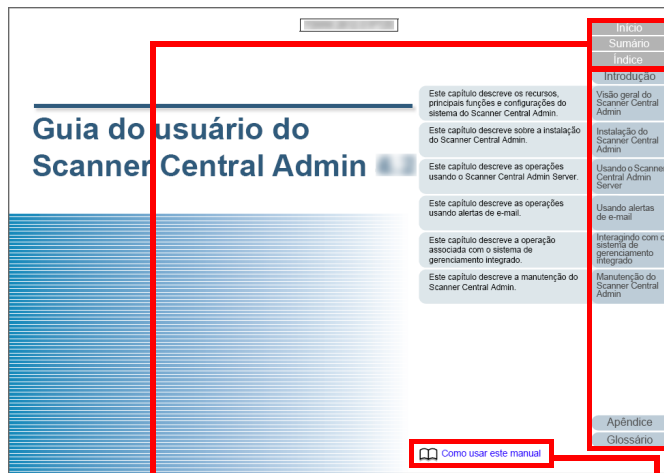 Início
Sumário
Índice
Introdução
Guia do usuário do
Scanner Central Admin
Este capítulo descreve os recursos,
principais funções e configurações do
sistema do Scanner Central Admin.
Visão geral do
Scanner Central
Admin
Este capítulo descreve sobre a instalação
do Scanner Central Admin.
Instalação do
Scanner Central
Admin
Este capítulo descreve as operações
usando o Scanner Central Admin Server.
Usando o Scanner
Central Admin
Server
Este capítulo descreve as operações
usando alertas de e-mail.
Usando alertas
de e-mail
Este capítulo descreve a operação
associada com o sistema de
gerenciamento integrado.
Interagindo com o
sistema de
gerenciamento
integrado
Este capítulo descreve a manutenção do
Scanner Central Admin.
Manutenção do
Scanner Central
Admin
Apêndice
Glossário
Como usar este manual